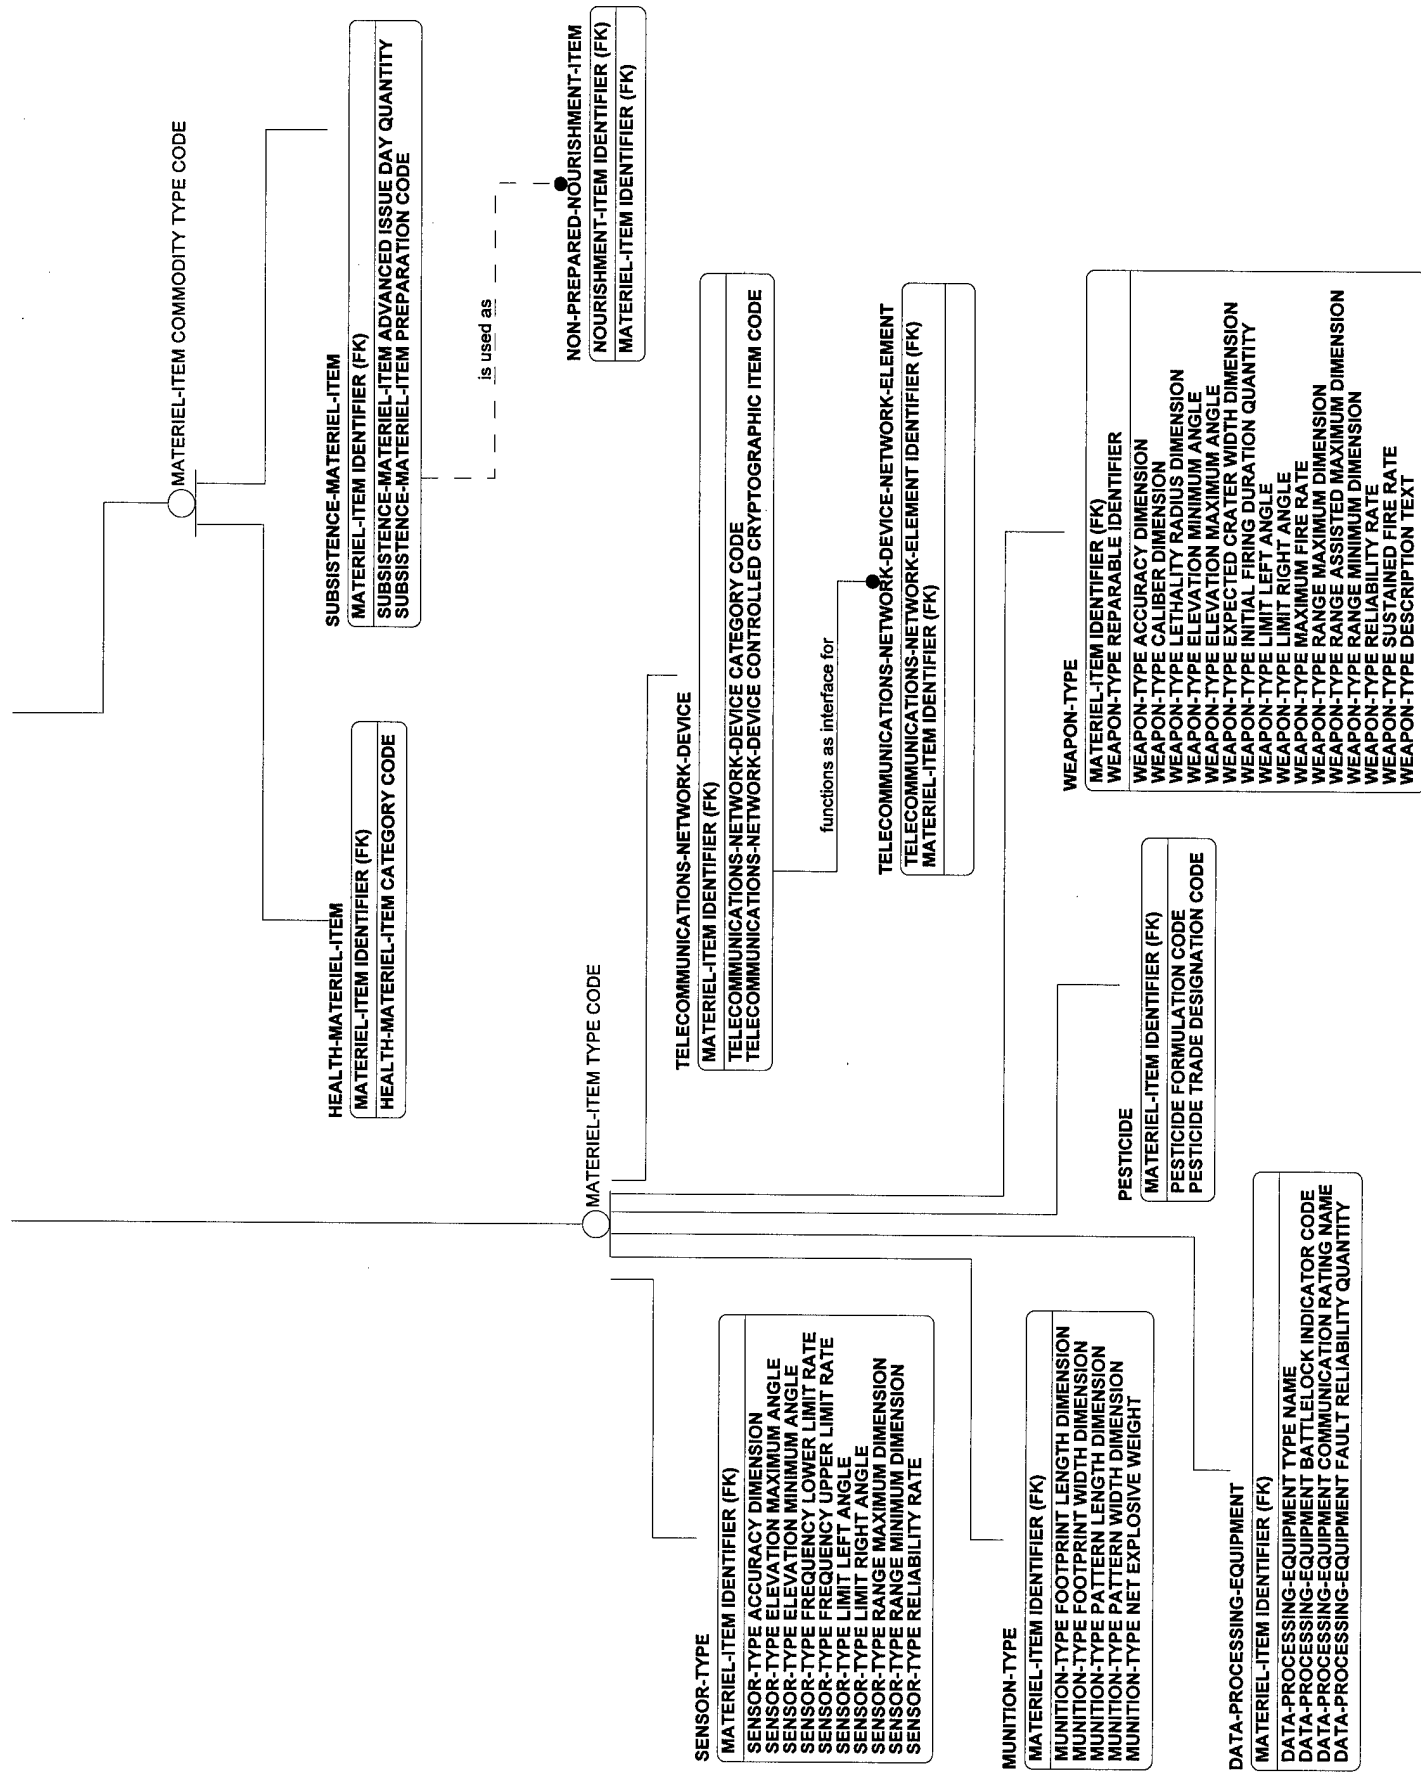 MATERIEL-ITEM COMMODITY TYPE CODE
HEALTH-MATERIEL-ITEM
MATERIEL-ITEM IDENTIFIER (FK)
HEALTH-MATERIEL-ITEM CATEGORY CODE
SUBSISTENCE-MATERIEL-ITEM
MATERIEL-ITEM IDENTIFIER (FK)
SUBSISTENCE-MATERIEL-ITEM ADVANCED ISSUE DAY QUANTITY
SUBSISTENCE-MATERIEL-ITEM PREPARATION CODE
is used as
NON-PREPARED-NOURISHMENT-ITEM
NOURISHMENT-ITEM IDENTIFIER (FK)
MATERIEL-ITEM IDENTIFIER (FK)
MATERIEL-ITEM TYPE CODE
SENSOR-TYPE
MATERIEL-ITEM IDENTIFIER (FK)
SENSOR-TYPE ACCURACY DIMENSION
SENSOR-TYPE ELEVATION MAXIMUM ANGLE
SENSOR-TYPE ELEVATION MINIMUM ANGLE
SENSOR-TYPE FREQUENCY LOWER LIMIT RATE
SENSOR-TYPE FREQUENCY UPPER LIMIT RATE
SENSOR-TYPE LIMIT LEFT ANGLE
SENSOR-TYPE LIMIT RIGHT ANGLE
SENSOR-TYPE RANGE MAXIMUM DIMENSION
SENSOR-TYPE RANGE MINIMUM DIMENSION
SENSOR-TYPE RELIABILITY RATE
TELECOMMUNICATIONS-NETWORK-DEVICE
MATERIEL-ITEM IDENTIFIER (FK)
TELECOMMUNICATIONS-NETWORK-DEVICE CATEGORY CODE
TELECOMMUNICATIONS-NETWORK-DEVICE CONTROLLED CRYPTOGRAPHIC ITEM CODE
functions as interface for
TELECOMMUNICATIONS-NETWORK-DEVICE-NETWORK-ELEMENT
TELECOMMUNICATIONS-NETWORK-ELEMENT IDENTIFIER (FK)
MATERIEL-ITEM IDENTIFIER (FK)
MUNITION-TYPE
MATERIEL-ITEM IDENTIFIER (FK)
MUNITION-TYPE FOOTPRINT LENGTH DIMENSION
MUNITION-TYPE FOOTPRINT WIDTH DIMENSION
MUNITION-TYPE PATTERN LENGTH DIMENSION
MUNITION-TYPE PATTERN WIDTH DIMENSION
MUNITION-TYPE NET EXPLOSIVE WEIGHT
WEAPON-TYPE
MATERIEL-ITEM IDENTIFIER (FK)
WEAPON-TYPE REPARABLE IDENTIFIER
WEAPON-TYPE ACCURACY DIMENSION
WEAPON-TYPE CALIBER DIMENSION
WEAPON-TYPE LETHALITY RADIUS DIMENSION
WEAPON-TYPE ELEVATION MINIMUM ANGLE
WEAPON-TYPE ELEVATION MAXIMUM ANGLE
WEAPON-TYPE EXPECTED CRATER WIDTH DIMENSION
WEAPON-TYPE INITIAL FIRING DURATION QUANTITY
WEAPON-TYPE LIMIT LEFT ANGLE
WEAPON-TYPE LIMIT RIGHT ANGLE
WEAPON-TYPE MAXIMUM FIRE RATE
WEAPON-TYPE RANGE MAXIMUM DIMENSION
WEAPON-TYPE RANGE ASSISTED MAXIMUM DIMENSION
WEAPON-TYPE RANGE MINIMUM DIMENSION
WEAPON-TYPE RELIABILITY RATE
WEAPON-TYPE SUSTAINED FIRE RATE
WEAPON-TYPE DESCRIPTION TEXT
PESTICIDE
MATERIEL-ITEM IDENTIFIER (FK)
PESTICIDE FORMULATION CODE
PESTICIDE TRADE DESIGNATION CODE
DATA-PROCESSING-EQUIPMENT
MATERIEL-ITEM IDENTIFIER (FK)
DATA-PROCESSING-EQUIPMENT TYPE NAME
DATA-PROCESSING-EQUIPMENT BATTLELOCK INDICATOR CODE
DATA-PROCESSING-EQUIPMENT COMMUNICATION RATING NAME
DATA-PROCESSING-EQUIPMENT FAULT RELIABILITY QUANTITY